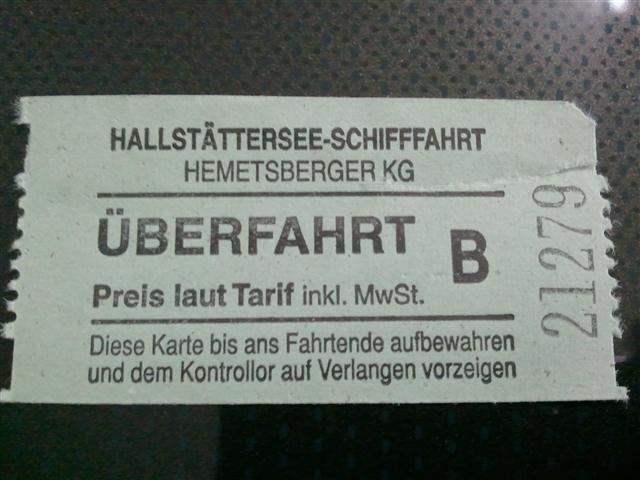 HALLSTÄTTERSEE-SCHIFFFAHRT
HEMETSBERGER KG
ÜBERFAHRT B
Preis laut Tarif inkl. MwSt.
Diese Karte bis ans Fahrtende aufbewahren
und dem Kontrollor auf Verlangen vorzeigen
21279